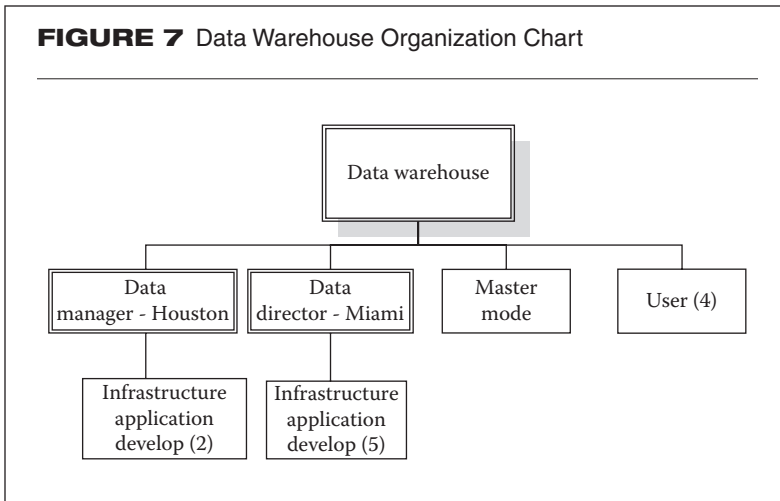 FIGURE 7 Data Warehouse Organization Chart
Data warehouse
Data
manager - Houston
Data
director - Miami
Master
mode
User (4)
Infrastructure
application
develop (2)
Infrastructure
application
develop (5)